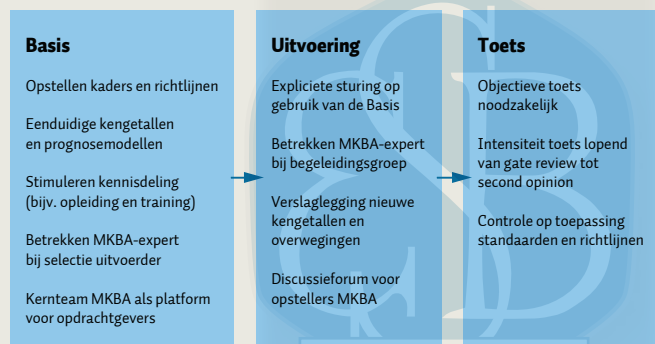 Basis
Opstellen kaders en richtlijnen
Eenduidige kengetallen
en prognosemodellen
Stimuleren kennisdeling
(bijv. opleiding en training)
Betrekken MKBA-expert
bij selectie uitvoerder
Kernteam MKBA als platform
voor opdrachtgevers
Uitvoering
Expliciete sturing op
gebruik van de Basis
Betrekken MKBA-expert
bij begeleidingsgroep
Verslaglegging nieuwe
kengetallen en
overwegingen
Discussieforum voor
opstellers MKBA
Toets
Objectieve toets
noodzakelijk
Intensiteit toets lopend
van gate review tot
second opinion
Controle op toepassing
standaarden en richtlijnen